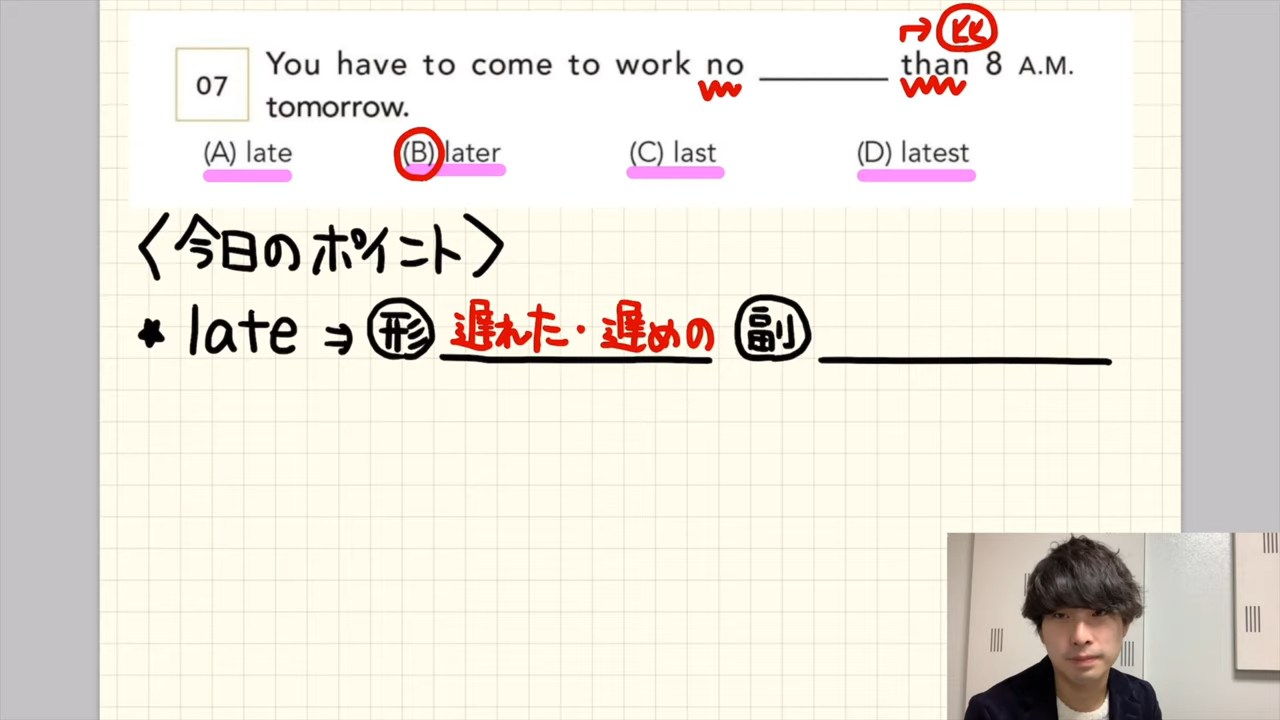 比
07 You have to come to work no ________ than 8 A.M.
tomorrow.
(A) late (B) later (C) last (D) latest
〈今日のポイント〉
* late ⇒ 形 遅れた・遅めの 副